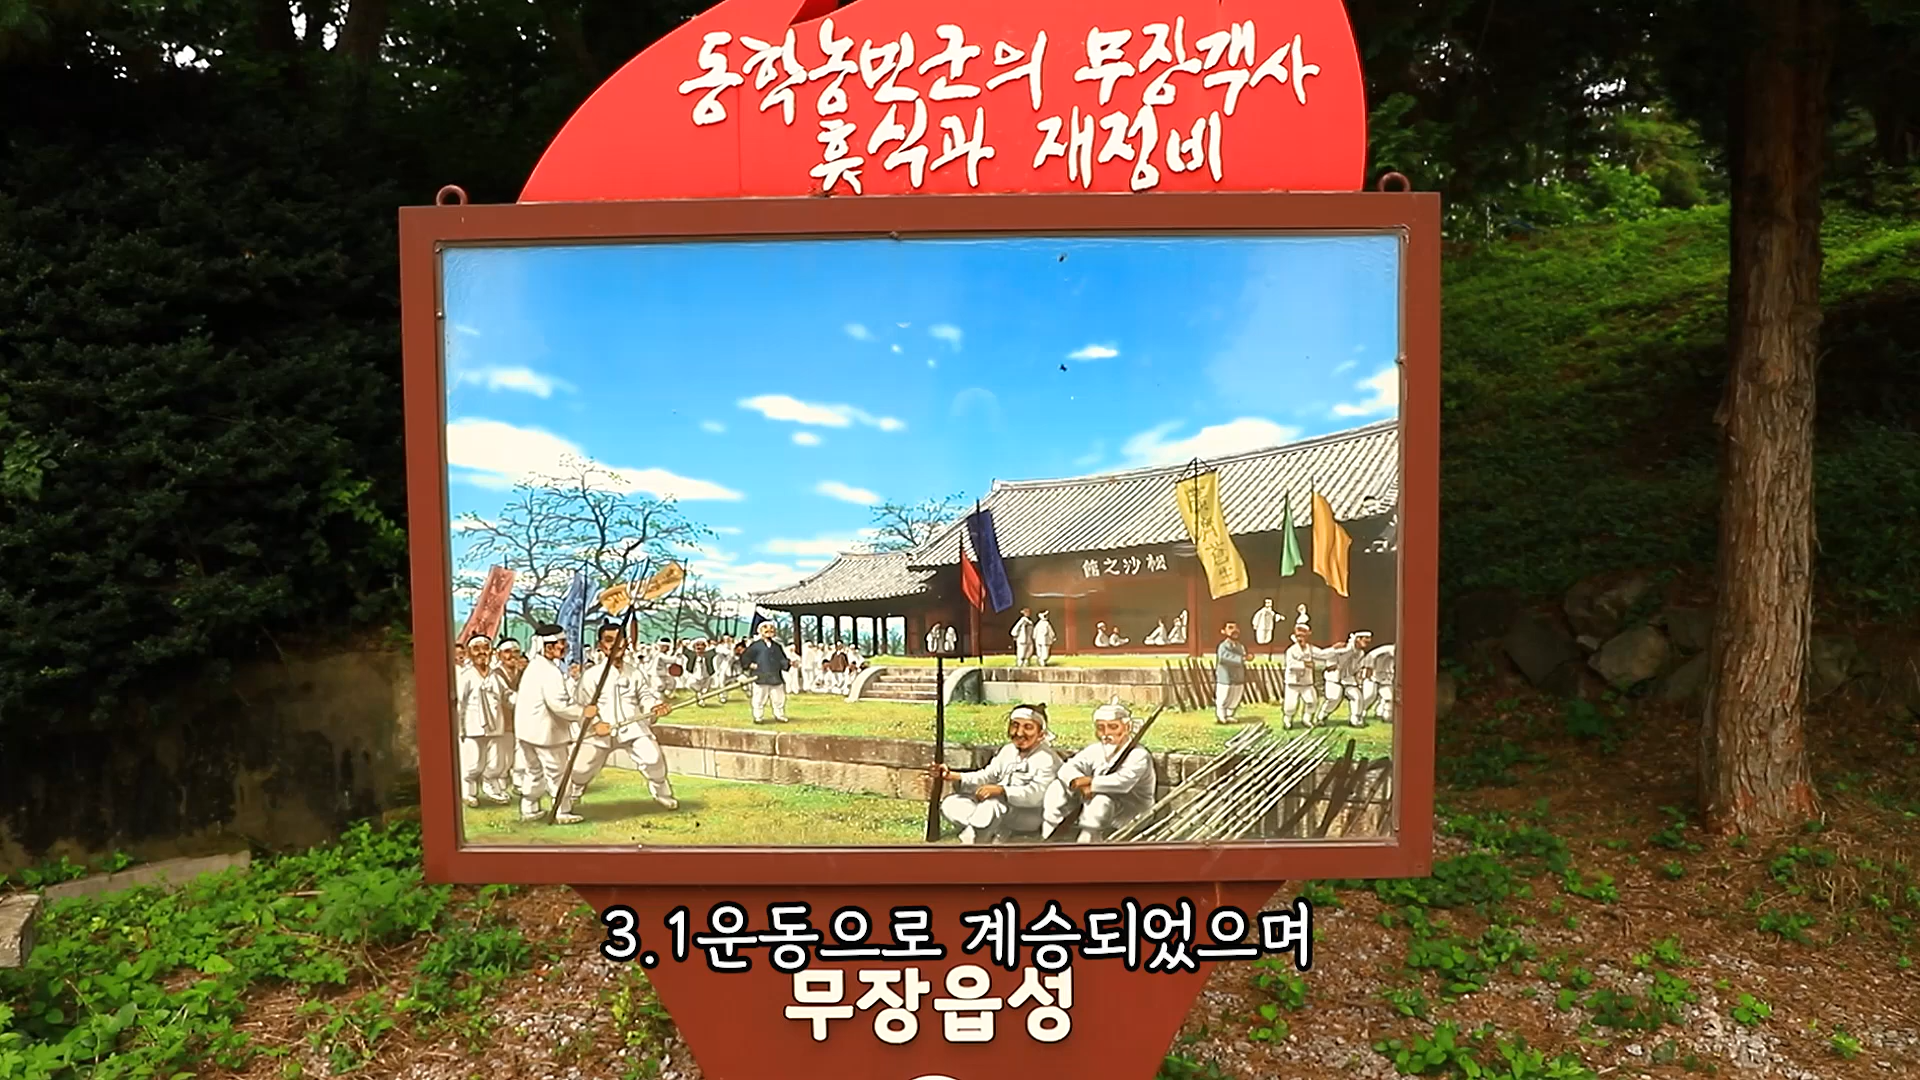 동학농민군의 무장객사
휴식과 재정비
松沙之館
3.1운동으로 계승되었으며
무장읍성